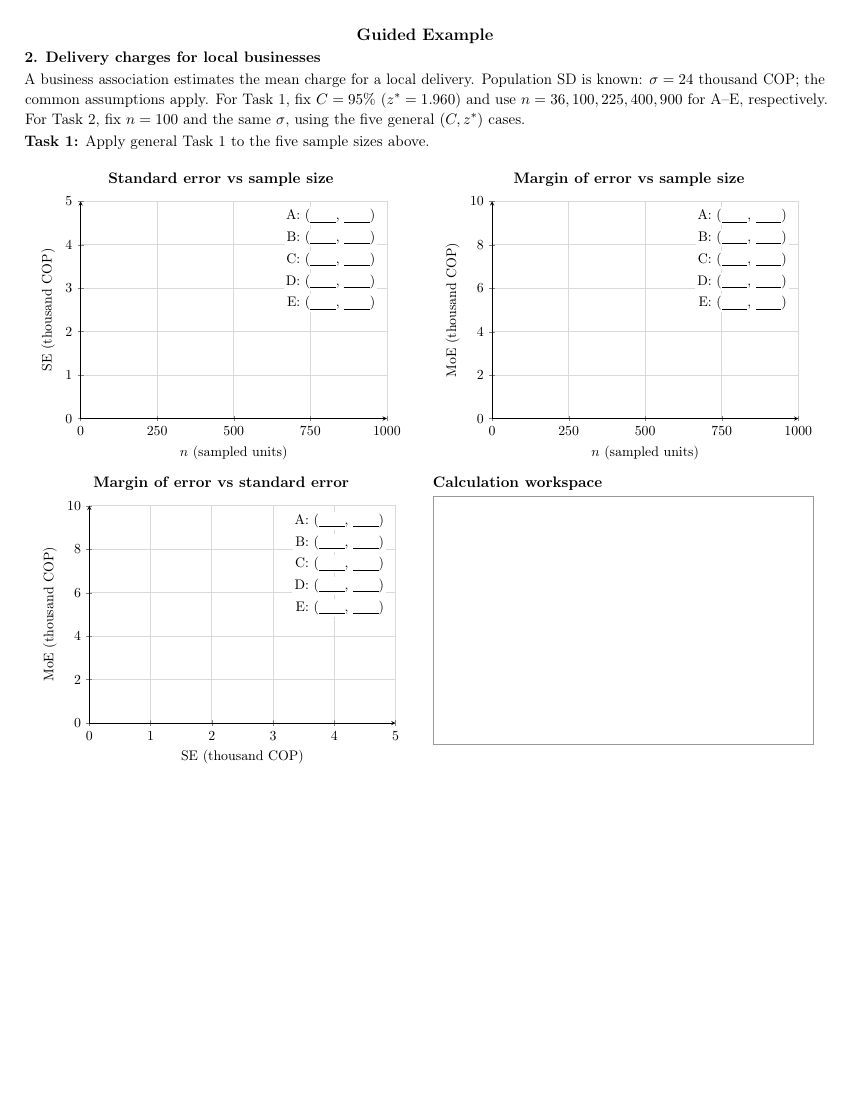 Guided Example
2. Delivery charges for local businesses
A business association estimates the mean charge for a local delivery. Population SD is known: σ = 24 thousand COP; the
common assumptions apply. For Task 1, fix C = 95% (z* = 1.960) and use n = 36, 100, 225, 400, 900 for A–E, respectively.
For Task 2, fix n = 100 and the same σ, using the five general (C, z*) cases.
Task 1: Apply general Task 1 to the five sample sizes above.
Standard error vs sample size
5
4
3
2
1
0
SE (thousand COP)
A: (___, ___)
B: (___, ___)
C: (___, ___)
D: (___, ___)
E: (___, ___)
0 250 500 750 1000
n (sampled units)
Margin of error vs sample size
10
8
6
4
2
0
MoE (thousand COP)
A: (___, ___)
B: (___, ___)
C: (___, ___)
D: (___, ___)
E: (___, ___)
0 250 500 750 1000
n (sampled units)
Margin of error vs standard error
10
8
6
4
2
0
MoE (thousand COP)
A: (___, ___)
B: (___, ___)
C: (___, ___)
D: (___, ___)
E: (___, ___)
0 1 2 3 4 5
SE (thousand COP)
Calculation workspace